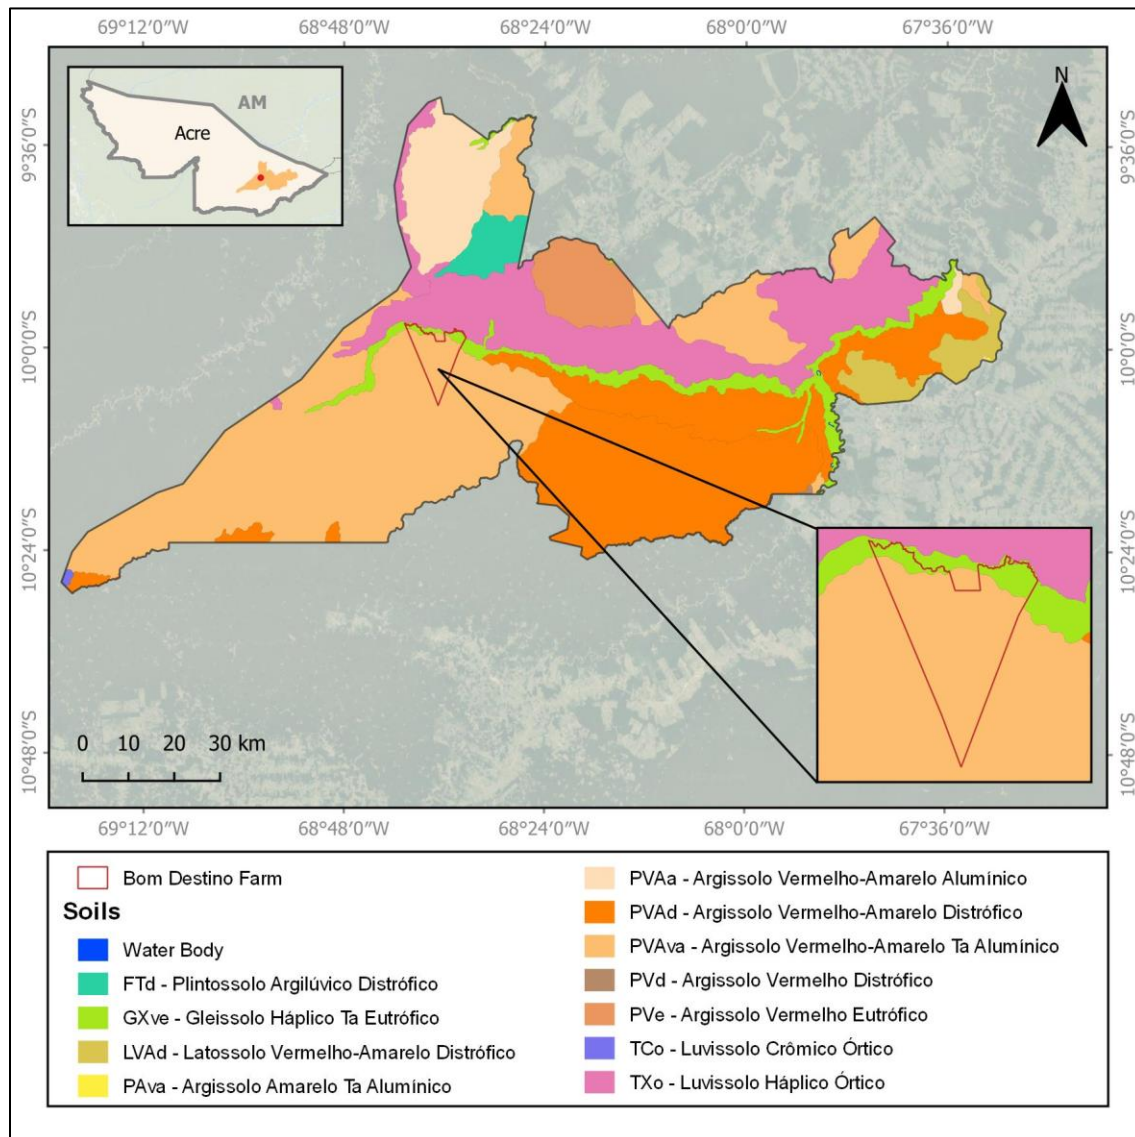 69°12′0″W 68°48′0″W 68°24′0″W 68°0′0″W 67°36′0″W
N
AM
Acre
9°36′0″S 9°36′0″S
10°0′0″S 10°0′0″S
10°24′0″S 10°24′0″S
10°48′0″S 10°48′0″S
0 10 20 30 km
69°12′0″W 68°48′0″W 68°24′0″W 68°0′0″W 67°36′0″W
Bom Destino Farm
Soils
Water Body
FTd - Plintossolo Argilúvico Distrófico
GXve - Gleissolo Háplico Ta Eutrófico
LVAd - Latossolo Vermelho-Amarelo Distrófico
PAva - Argissolo Amarelo Ta Alumínico
PVAa - Argissolo Vermelho-Amarelo Alumínico
PVAd - Argissolo Vermelho-Amarelo Distrófico
PVAva - Argissolo Vermelho-Amarelo Ta Alumínico
PVd - Argissolo Vermelho Distrófico
PVe - Argissolo Vermelho Eutrófico
TCo - Luvissolo Crômico Órtico
TXo - Luvissolo Háplico Órtico